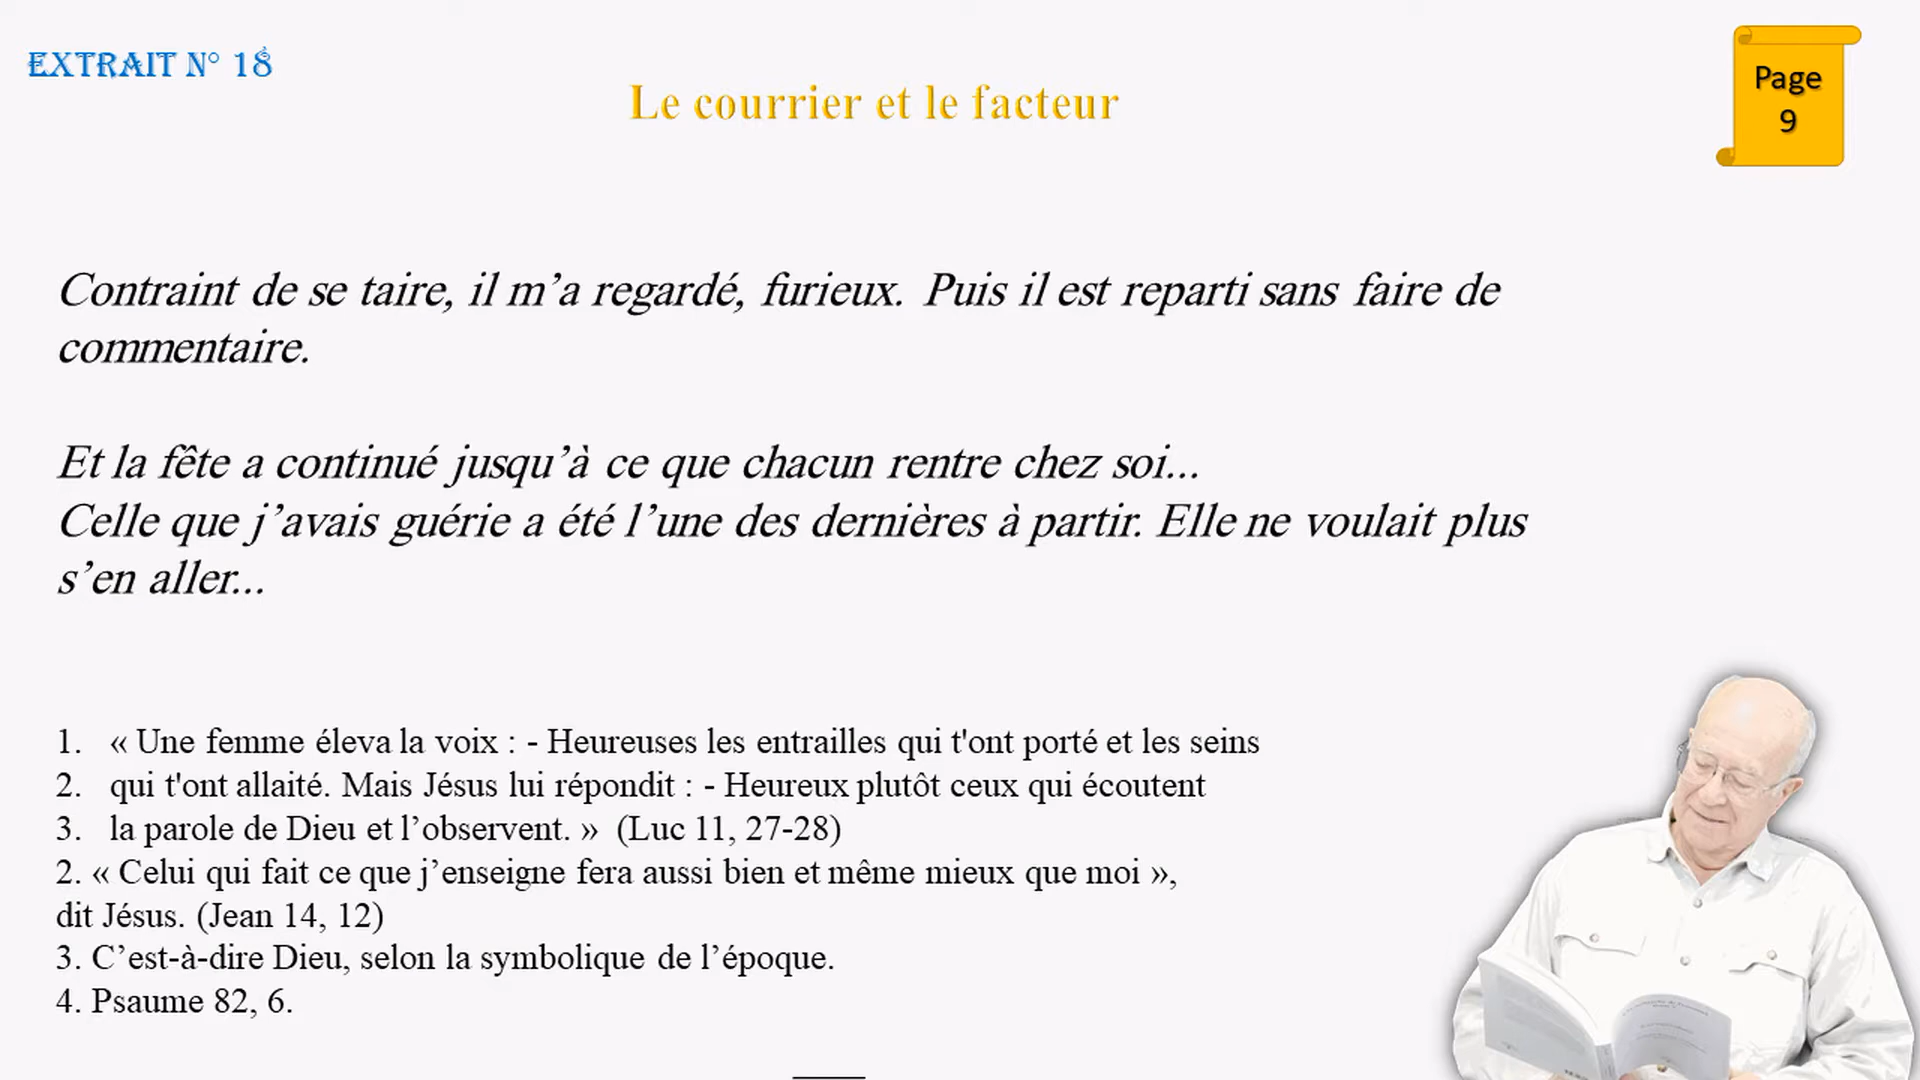 EXTRAIT N° 18
Page
9
Le courrier et le facteur
Contraint de se taire, il m’a regardé, furieux. Puis il est reparti sans faire de
commentaire.
Et la fête a continué jusqu’à ce que chacun rentre chez soi...
Celle que j’avais guérie a été l’une des dernières à partir. Elle ne voulait plus
s’en aller...
1. « Une femme éleva la voix : - Heureuses les entrailles qui t'ont porté et les seins
2. qui t'ont allaité. Mais Jésus lui répondit : - Heureux plutôt ceux qui écoutent
3. la parole de Dieu et l’observent. » (Luc 11, 27-28)
2. « Celui qui fait ce que j’enseigne fera aussi bien et même mieux que moi »,
dit Jésus. (Jean 14, 12)
3. C’est-à-dire Dieu, selon la symbolique de l’époque.
4. Psaume 82, 6.